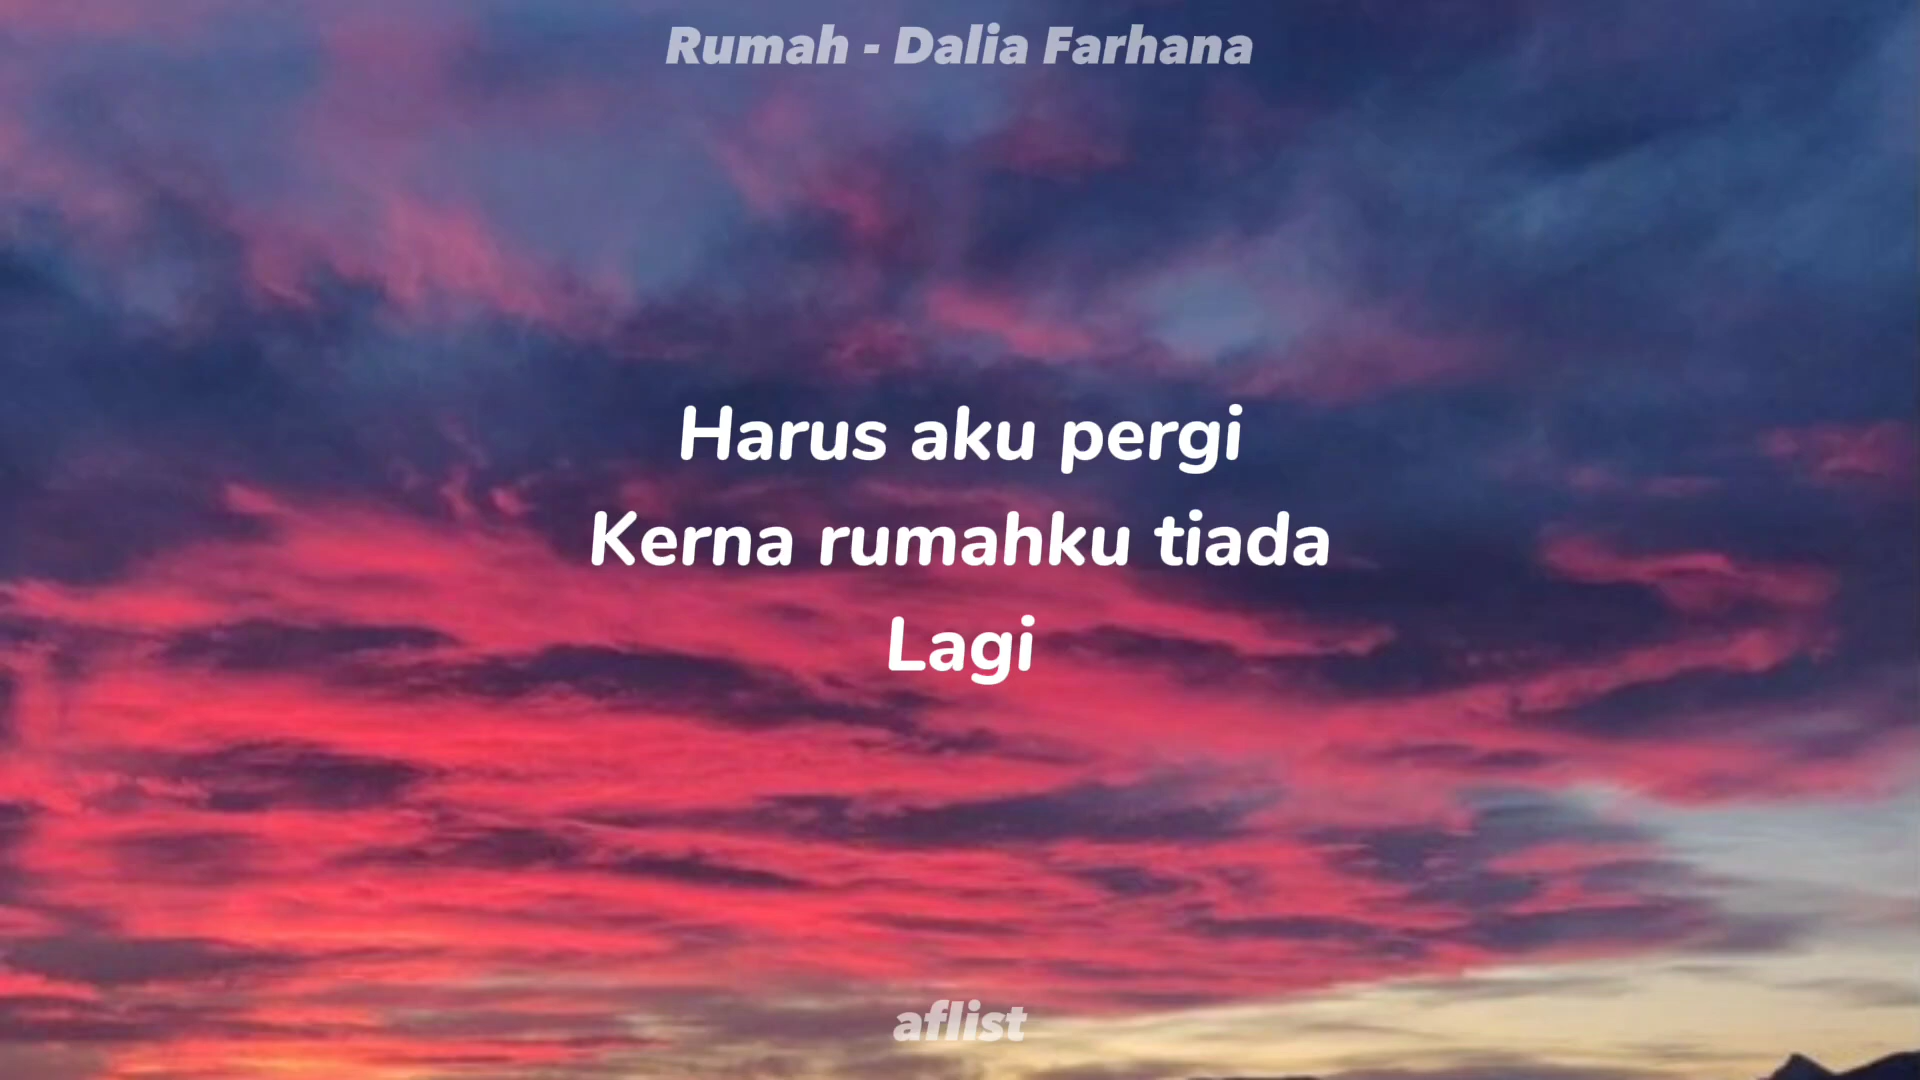 Rumah - Dalia Farhana
Harus aku pergi
Kerna rumahku tiada
Lagi
aflist